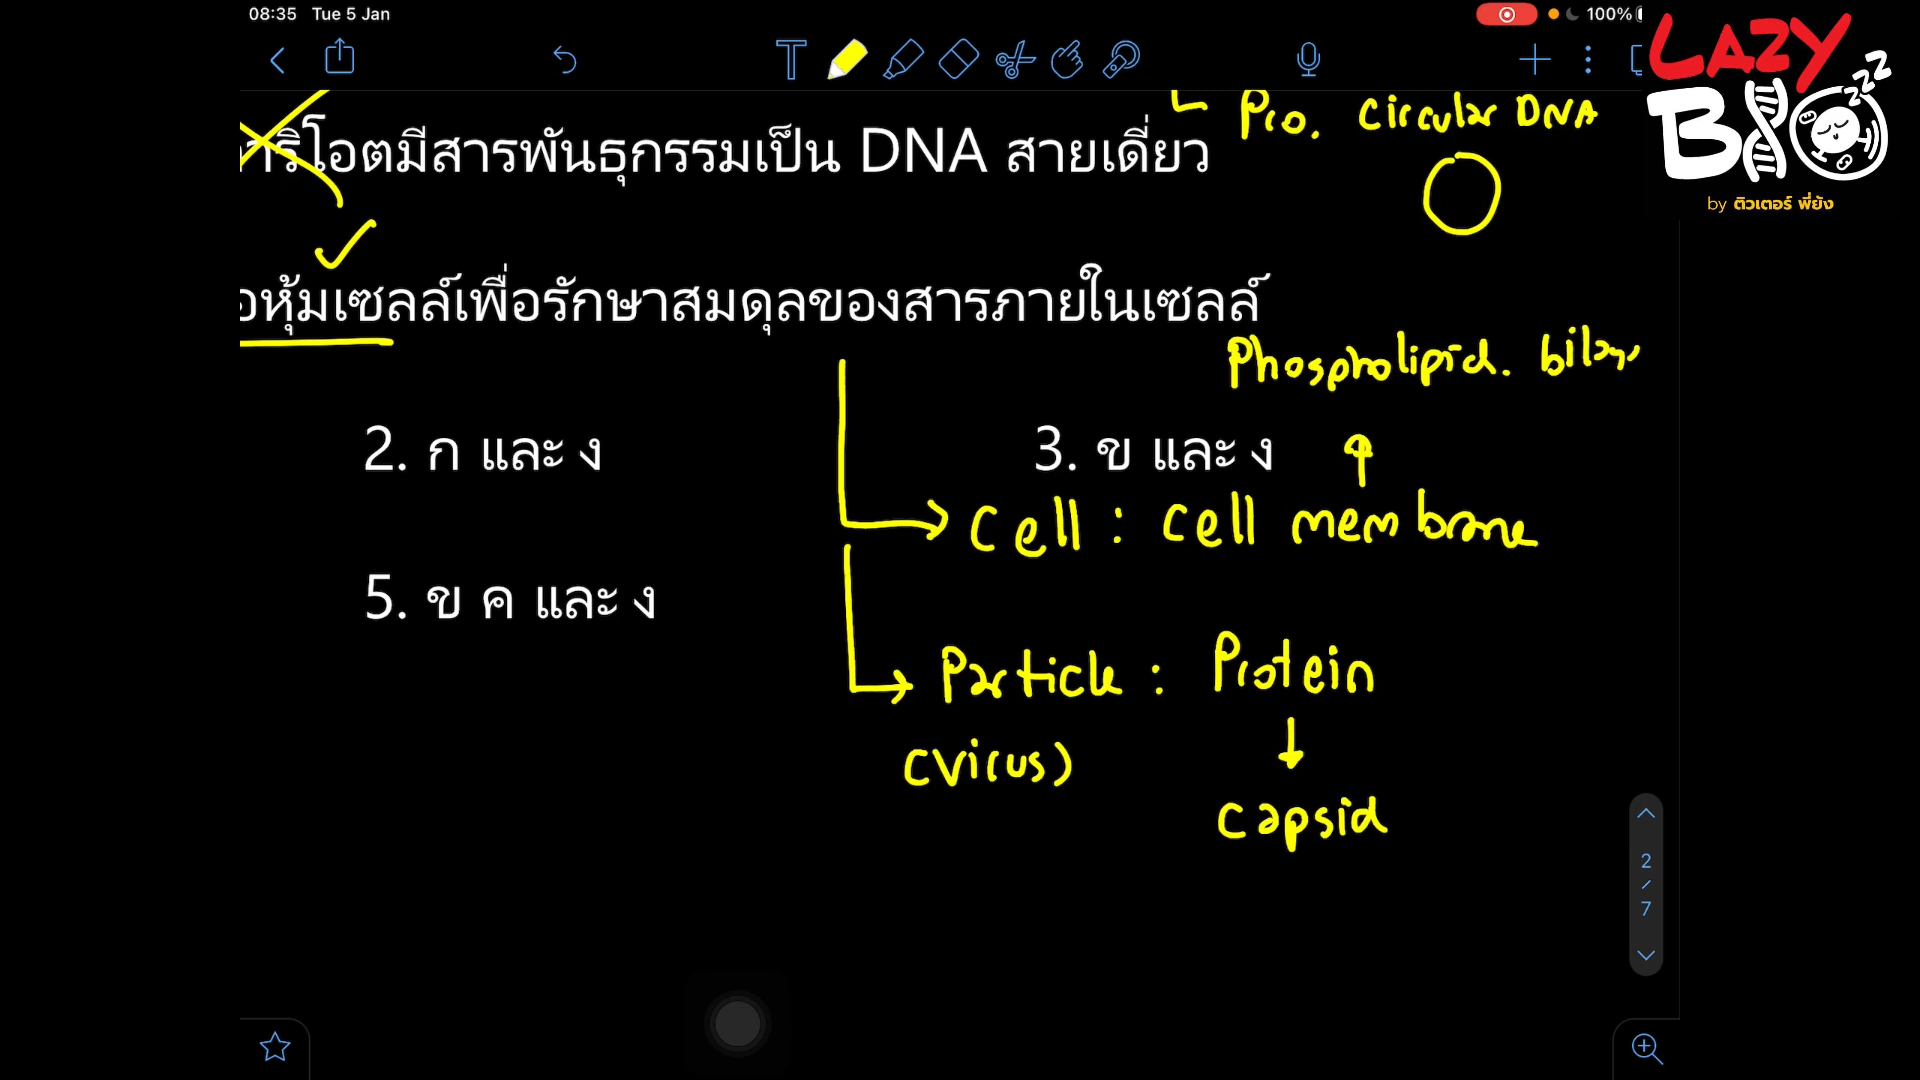 08:35 Tue 5 Jan
100%
LAZY
BIO zzz
by ติวเตอร์ พี่ยัง
Pro. Circular DNA
าริโอตมีสารพันธุกรรมเป็น DNA สายเดี่ยว
อหุ้มเซลล์เพื่อรักษาสมดุลของสารภายในเซลล์
Phospholipid. bilay
2. ก และ ง
3. ข และ ง
Cell : Cell membrane
5. ข ค และ ง
Particle : Protein
(Virus)
Capsid
2
/
7